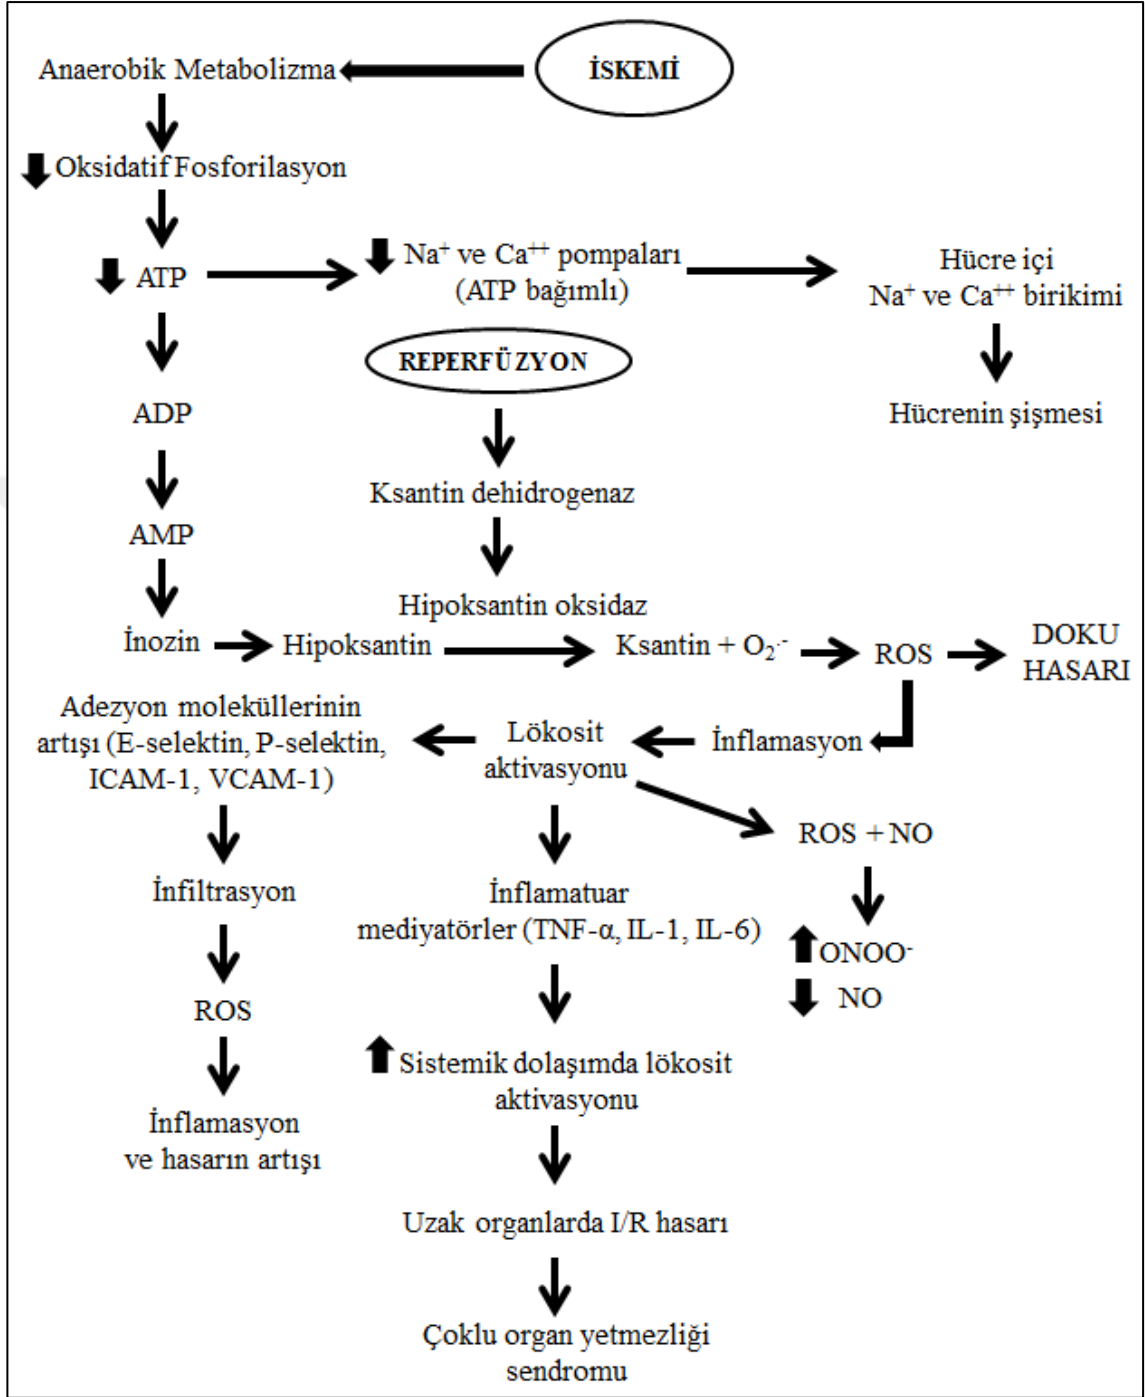 İSKEMİ
Anaerobik Metabolizma
Oksidatif Fosforilasyon
ATP
Na⁺ ve Ca⁺⁺ pompaları
(ATP bağımlı)
Hücre içi
Na⁺ ve Ca⁺⁺ birikimi
Hücrenin şişmesi
ADP
AMP
REPERFÜZYON
Ksantin dehidrogenaz
Hipoksantin oksidaz
İnozin
Hipoksantin
Ksantin + O₂·⁻
ROS
DOKU
HASARI
İnflamasyon
Lökosit
aktivasyonu
Adezyon moleküllerinin
artışı (E-selektin, P-selektin,
ICAM-1, VCAM-1)
İnfiltrasyon
ROS
İnflamasyon
ve hasarın artışı
İnflamatuar
mediyatörler (TNF-α, IL-1, IL-6)
Sistemik dolaşımda lökosit
aktivasyonu
Uzak organlarda I/R hasarı
Çoklu organ yetmezliği
sendromu
ROS + NO
ONOO⁻
NO